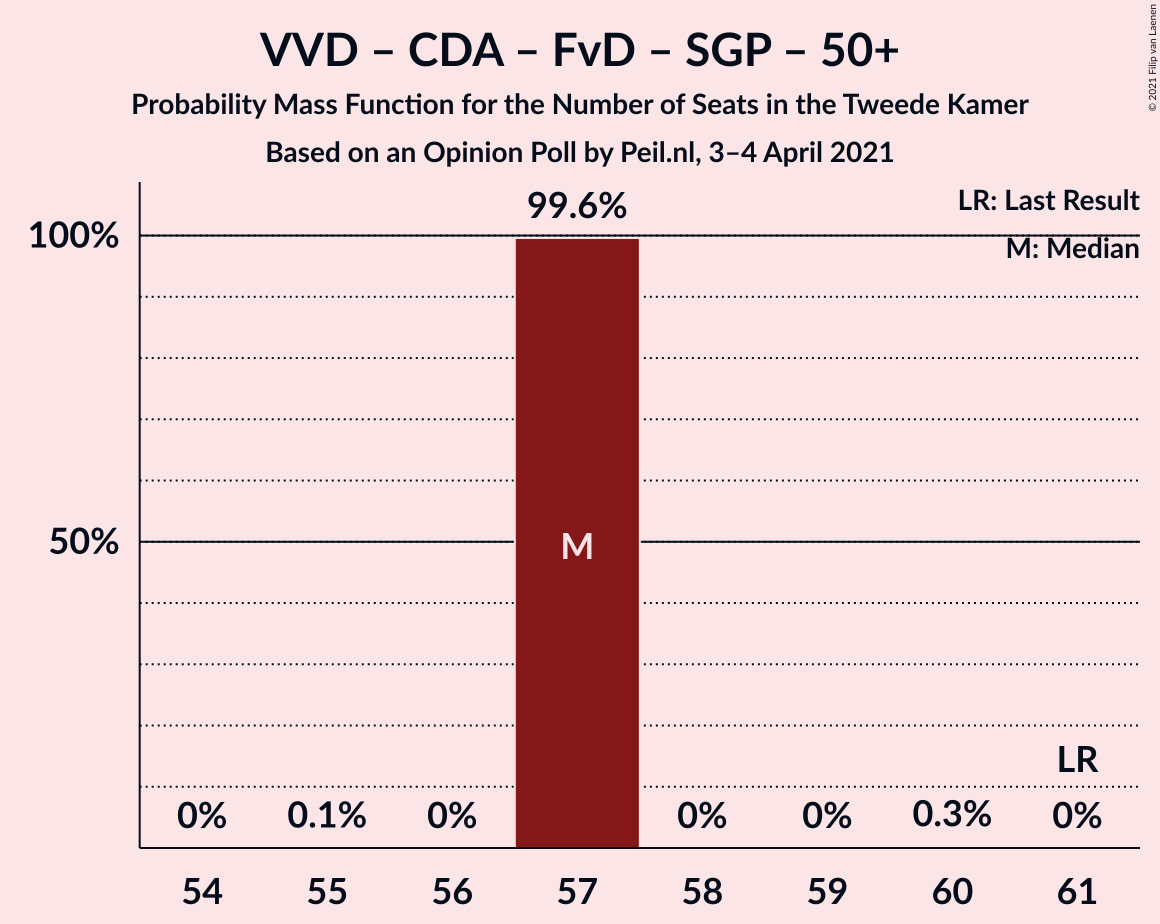 VVD – CDA – FvD – SGP – 50+
Probability Mass Function for the Number of Seats in the Tweede Kamer
Based on an Opinion Poll by Peil.nl, 3–4 April 2021
© 2021 Filip van Laenen
LR: Last Result
M: Median
99.6%
100%
50%
M
LR
0% 0.1% 0% 0% 0% 0.3% 0%
54 55 56 57 58 59 60 61